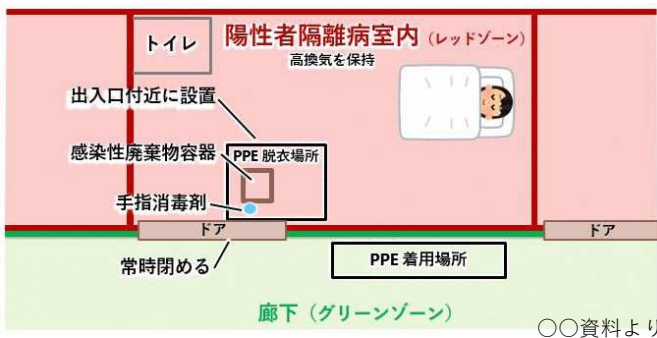 トイレ
陽性者隔離病室内（レッドゾーン）
高換気を保持
出入口付近に設置
感染性廃棄物容器
PPE 脱衣場所
手指消毒剤
ドア
ドア
常時閉める
PPE 着用場所
廊下（グリーンゾーン）
〇〇資料より